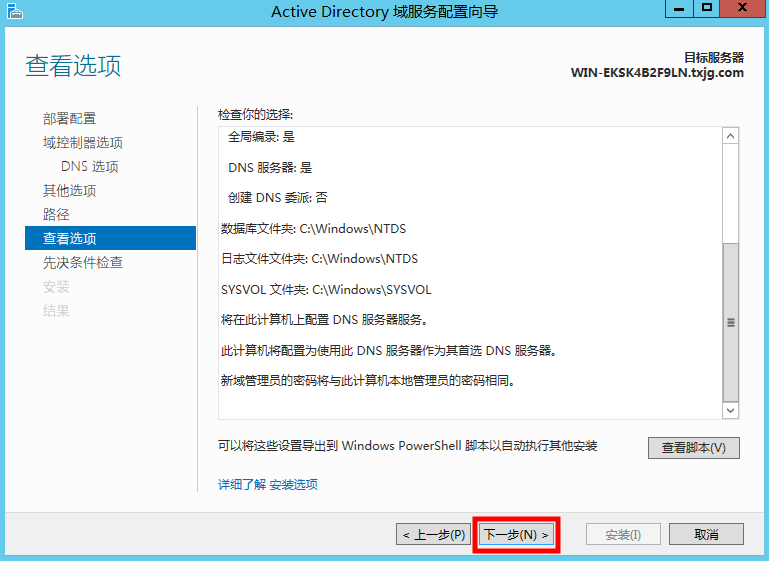 Active Directory 域服务配置向导
查看选项
目标服务器
WIN-EKSK4B2F9LN.txjg.com
部署配置
域控制器选项
DNS 选项
其他选项
路径
查看选项
先决条件检查
安装
结果
检查你的选择:
全局编录: 是
DNS 服务器: 是
创建 DNS 委派: 否
数据库文件夹: C:\Windows\NTDS
日志文件文件夹: C:\Windows\NTDS
SYSVOL 文件夹: C:\Windows\SYSVOL
将在此计算机上配置 DNS 服务器服务。
此计算机将配置为使用此 DNS 服务器作为其首选 DNS 服务器。
新域管理员的密码将与此计算机本地管理员的密码相同。
可以将这些设置导出到 Windows PowerShell 脚本以自动执行其他安装
查看脚本(V)
详细了解 安装选项
< 上一步(P)
下一步(N) >
安装(I)
取消